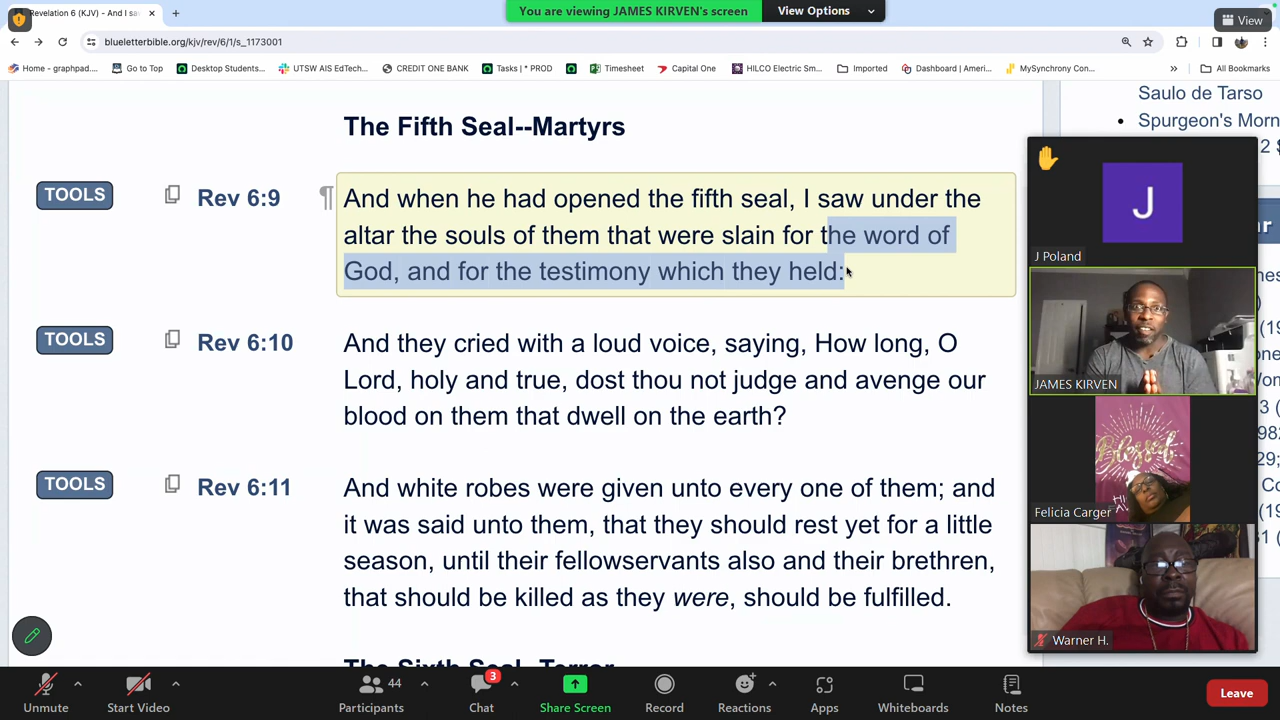 Revelation 6 (KJV) - And I sa
You are viewing JAMES KIRVEN's screen
View Options
View
blueletterbible.org/kjv/rev/6/1/s_1173001
Home - graphpad....
Go to Top
Desktop Students...
UTSW AIS EdTech...
CREDIT ONE BANK
Tasks | * PROD
Timesheet
Capital One
HILCO Electric Sm...
Imported
Dashboard | Ameri...
MySynchrony Con...
»
All Bookmarks
The Fifth Seal--Martyrs
TOOLS
Rev 6:9
¶
And when he had opened the fifth seal, I saw under the
altar the souls of them that were slain for the word of
God, and for the testimony which they held:
TOOLS
Rev 6:10
And they cried with a loud voice, saying, How long, O
Lord, holy and true, dost thou not judge and avenge our
blood on them that dwell on the earth?
TOOLS
Rev 6:11
And white robes were given unto every one of them; and
it was said unto them, that they should rest yet for a little
season, until their fellowservants also and their brethren,
that should be killed as they were, should be fulfilled.
The Sixth Seal--Terror
Saulo de Tarso
• Spurgeon's Morn
J
J Poland
JAMES KIRVEN
Blessed
Felicia Carger
Warner H.
Unmute
Start Video
44
Participants
3
Chat
Share Screen
Record
Reactions
Apps
Whiteboards
Notes
Leave